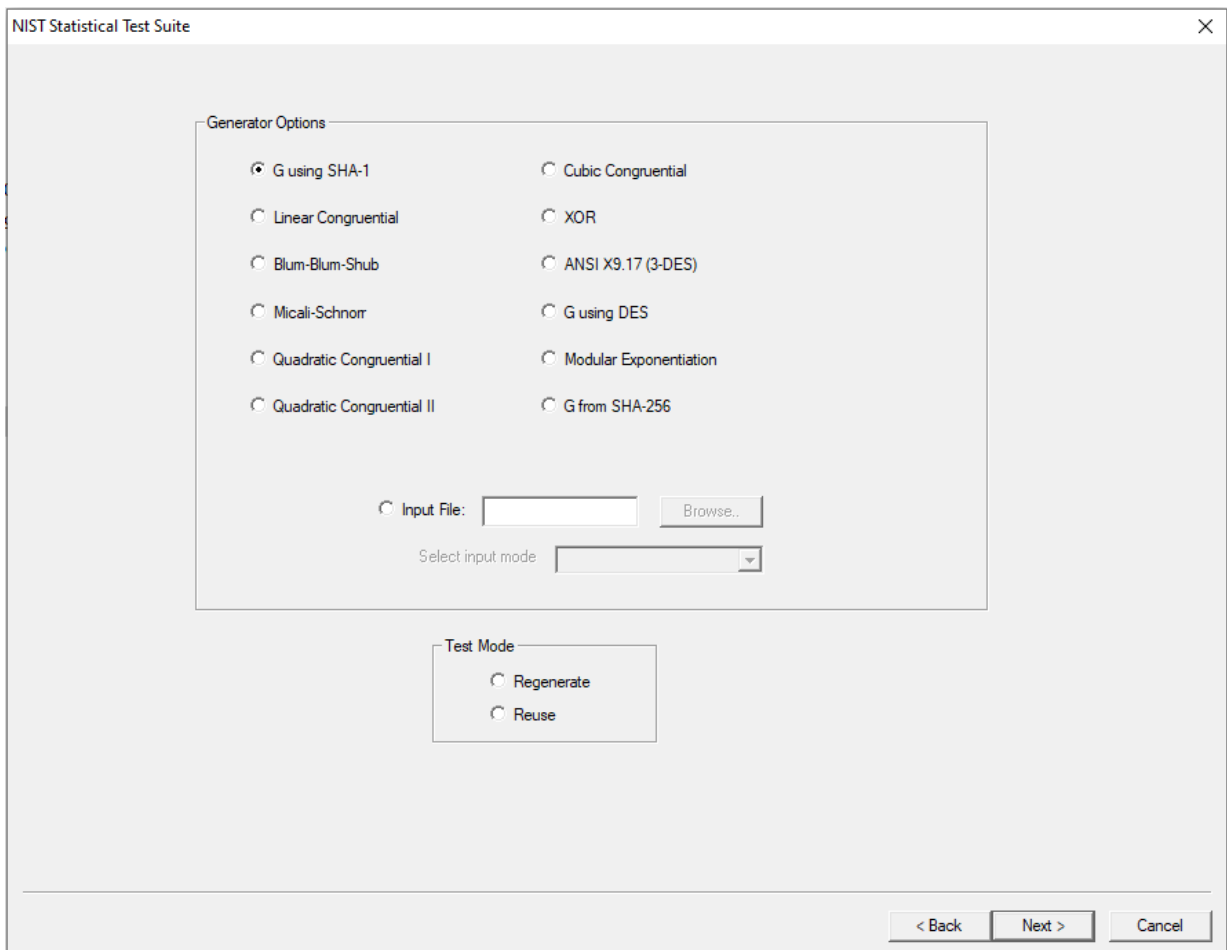 NIST Statistical Test Suite
Generator Options
G using SHA-1
Cubic Congruential
Linear Congruential
XOR
Blum-Blum-Shub
ANSI X9.17 (3-DES)
Micali-Schnorr
G using DES
Quadratic Congruential I
Modular Exponentiation
Quadratic Congruential II
G from SHA-256
Input File:
Browse..
Select input mode
Test Mode
Regenerate
Reuse
< Back
Next >
Cancel